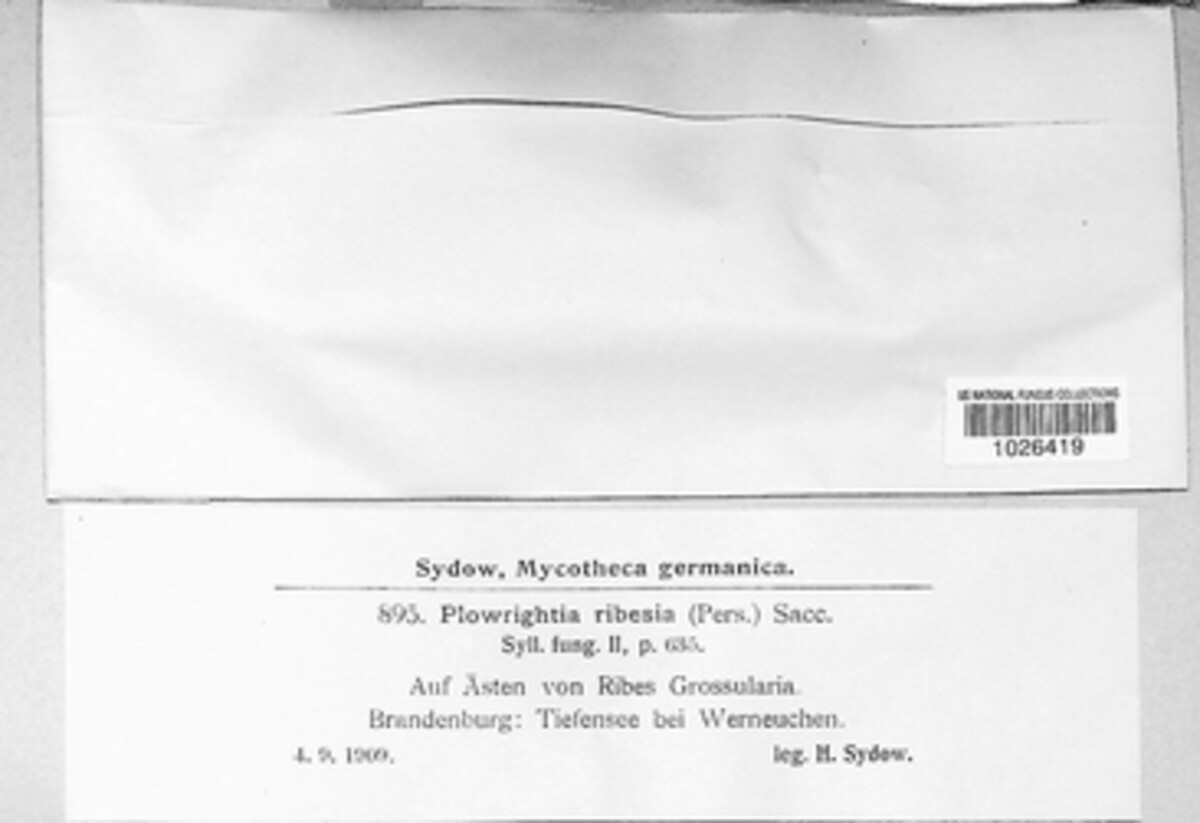 US NATIONAL FUNGUS COLLECTIONS
1026419
Sydow, Mycotheca germanica.
895. Plowrightia ribesia (Pers.) Sacc.
Syll. fung. II, p. 635.
Auf Ästen von Ribes Grossularia.
Brandenburg: Tiefensee bei Werneuchen.
4. 9. 1909. leg. H. Sydow.